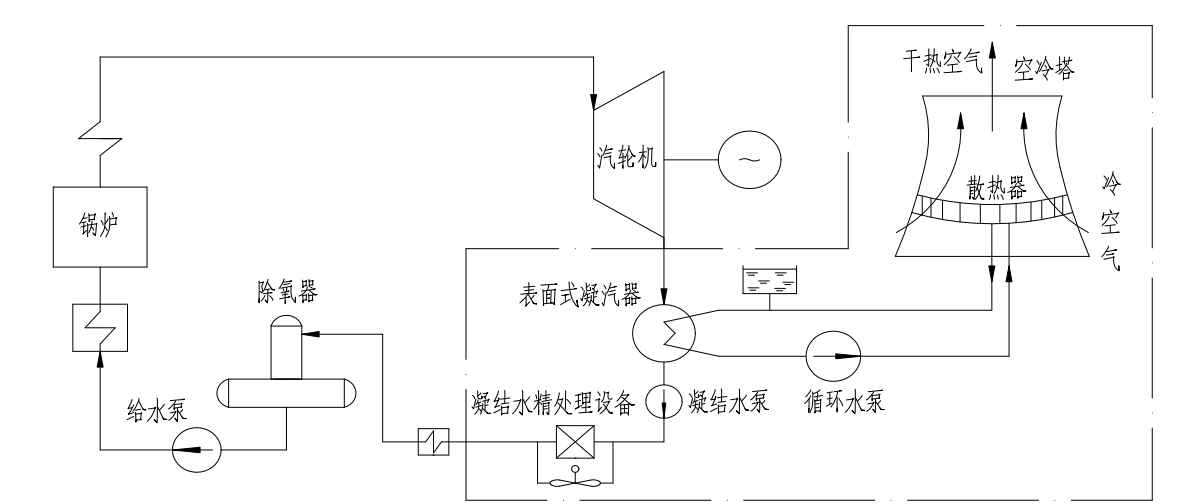 干热空气
空冷塔
汽轮机
散热器
冷空气
锅炉
除氧器
表面式凝汽器
给水泵
凝结水精处理设备
凝结水泵
循环水泵